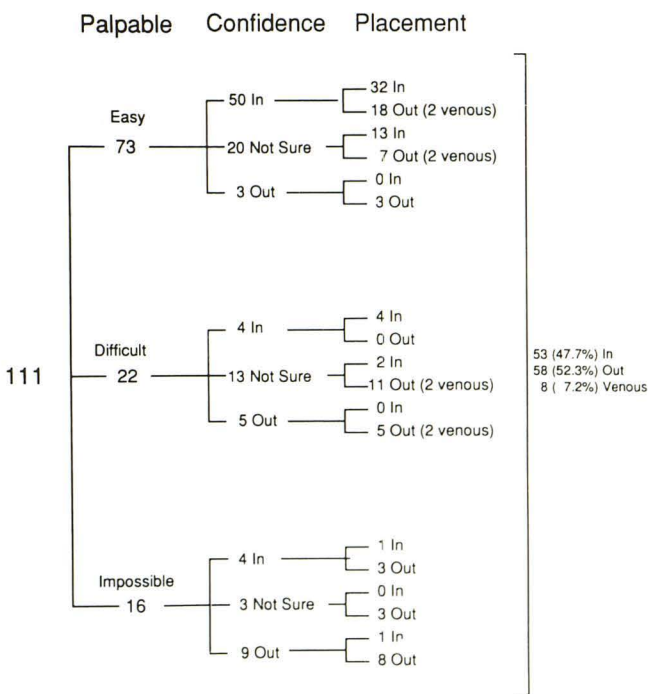 Palpable Confidence Placement
32 In
50 In
18 Out (2 venous)
Easy
13 In
73
20 Not Sure
7 Out (2 venous)
0 In
3 Out
3 Out
4 In
4 In
0 Out
Difficult
2 In
53 (47.7%) In
111
22
13 Not Sure
11 Out (2 venous)
58 (52.3%) Out
8 ( 7.2%) Venous
0 In
5 Out
5 Out (2 venous)
1 In
4 In
3 Out
Impossible
0 In
16
3 Not Sure
3 Out
1 In
9 Out
8 Out